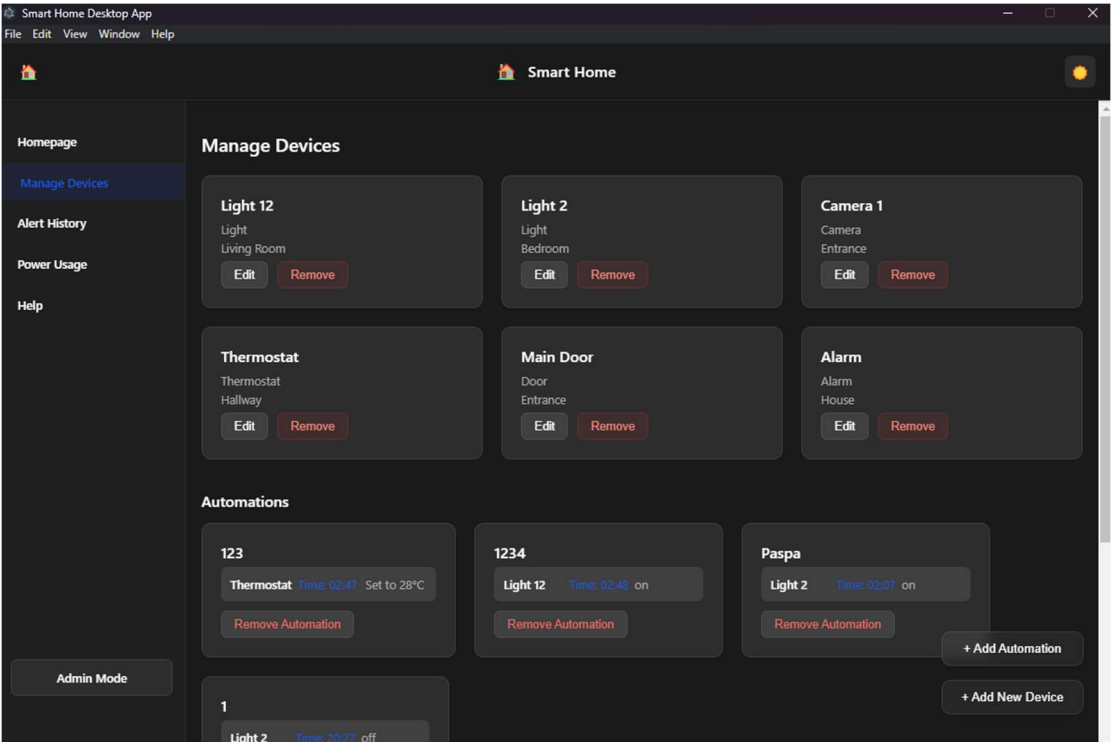 Smart Home Desktop App
File Edit View Window Help
Smart Home
Homepage
Manage Devices
Alert History
Power Usage
Help
Admin Mode
Manage Devices
Light 12
Light
Living Room
Edit Remove
Light 2
Light
Bedroom
Edit Remove
Camera 1
Camera
Entrance
Edit Remove
Thermostat
Thermostat
Hallway
Edit Remove
Main Door
Door
Entrance
Edit Remove
Alarm
Alarm
House
Edit Remove
Automations
123
Thermostat Time: 02:47 Set to 28°C
Remove Automation
1234
Light 12 Time: 02:48 on
Remove Automation
Paspa
Light 2 Time: 02:07 on
Remove Automation
1
Light 2 Time: 20:27 off
+ Add Automation
+ Add New Device